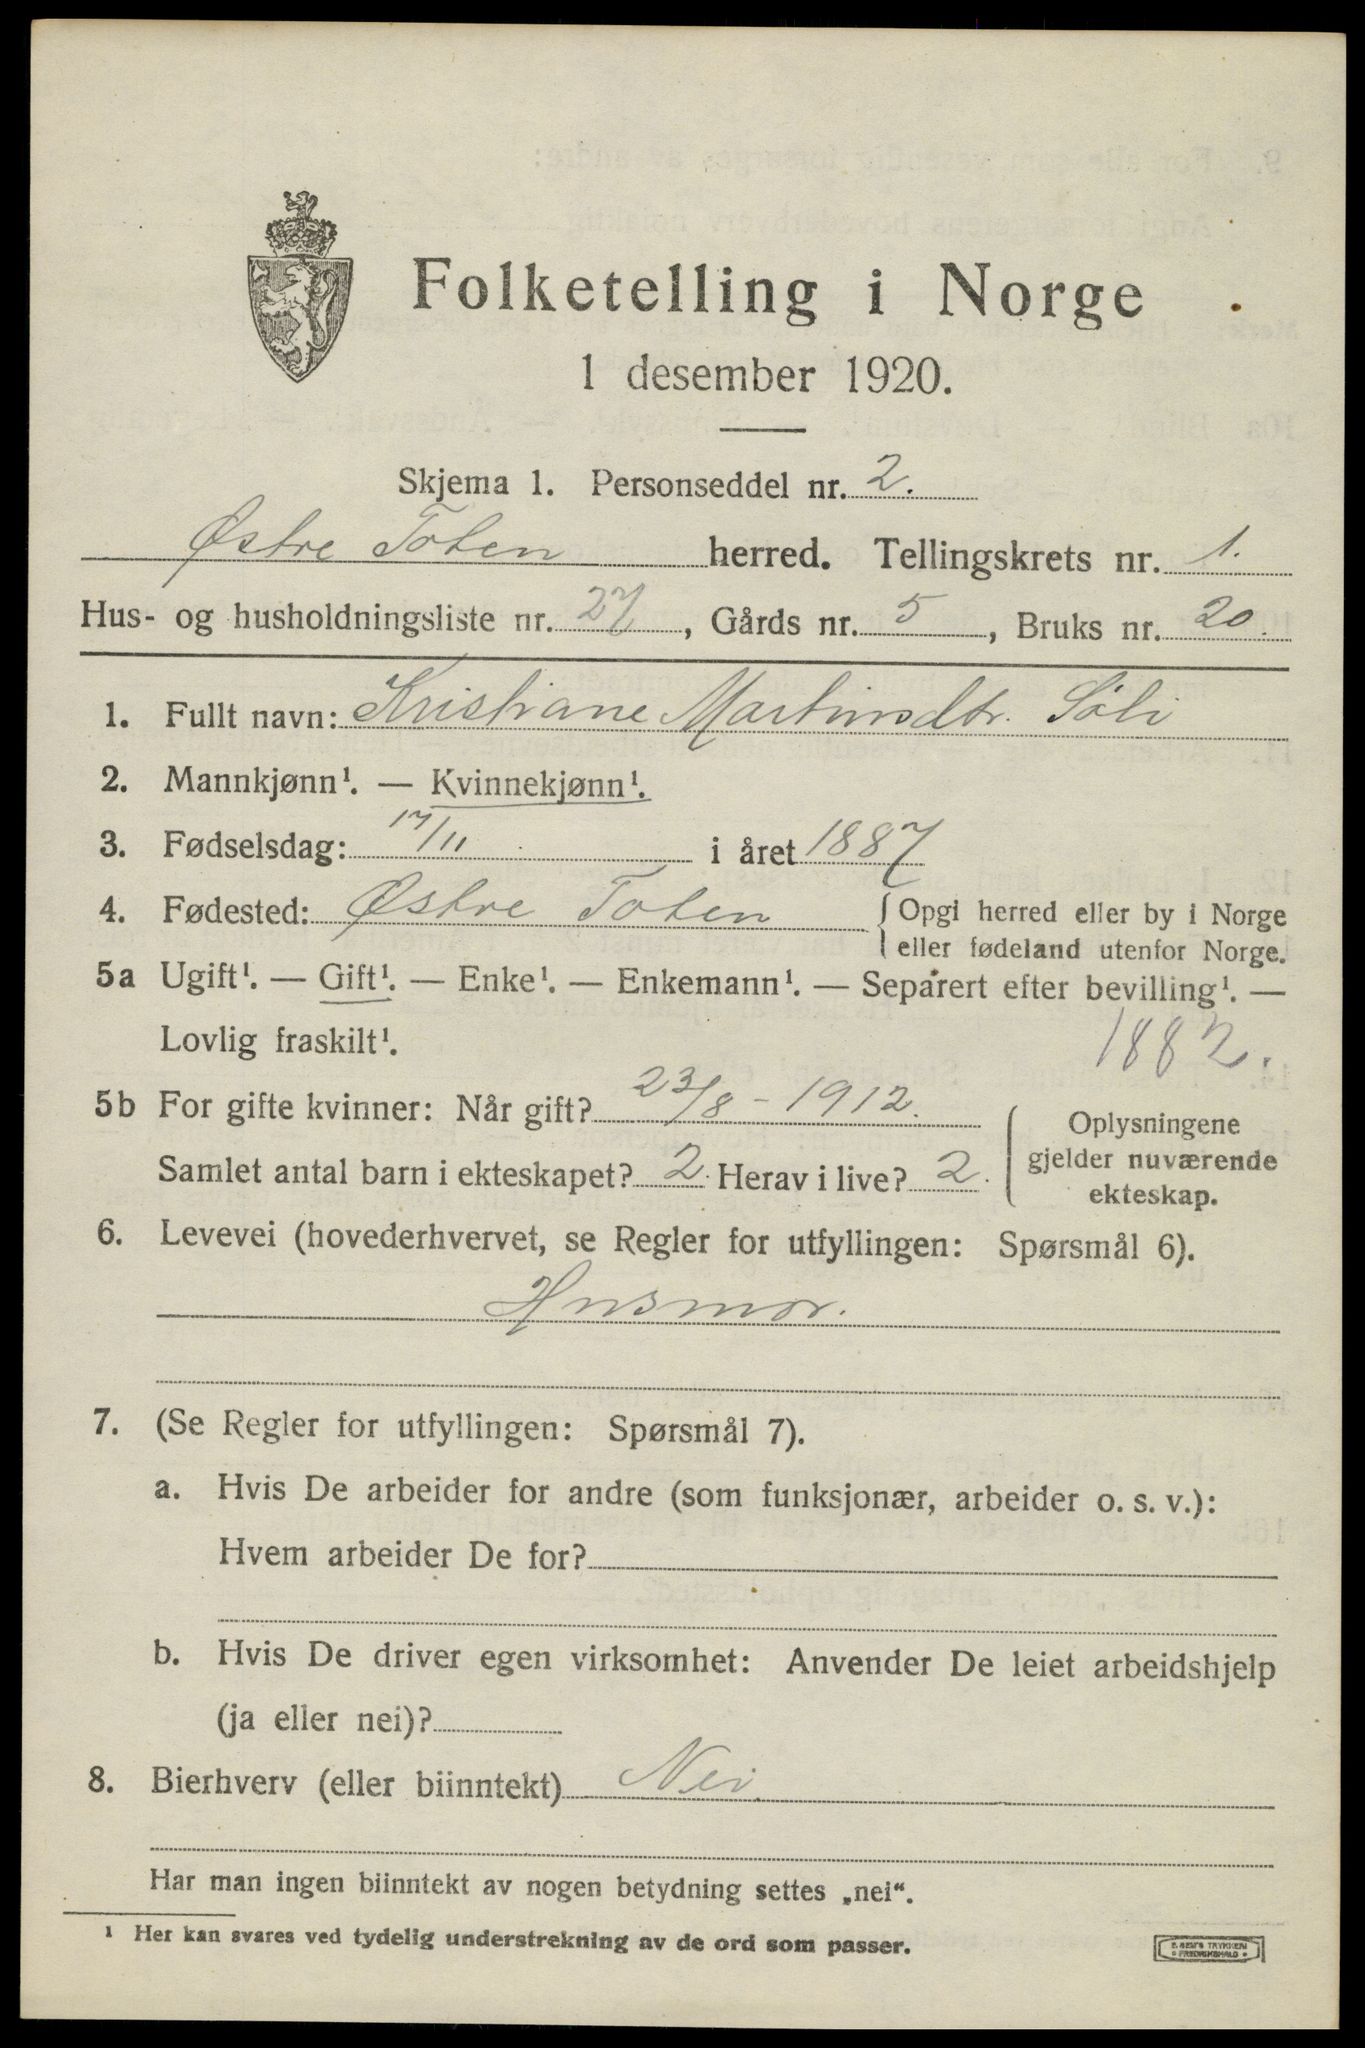 Folketelling i Norge
1 desember 1920.
Skjema 1. Personseddel nr. 2.
Østre Toten herred. Tellingskrets nr. 1.
Hus- og husholdningsliste nr. 27, Gårds nr. 5, Bruks nr. 20.
1. Fullt navn: Kristiane Martinsdtr. Søli
2. Mannkjønn¹. — Kvinnekjønn¹.
3. Fødselsdag: 17/11 i året 1887
4. Fødested: Østre Toten { Opgi herred eller by i Norge
eller fødeland utenfor Norge.
5a Ugift¹. — Gift¹. — Enke¹. — Enkemann¹. — Separert efter bevilling¹. —
Lovlig fraskilt¹.
1882.
5b For gifte kvinner: Når gift? 23/8 - 1912.
Samlet antal barn i ekteskapet? 2. Herav i live? 2.
Oplysningene
gjelder nuværende
ekteskap.
6. Levevei (hovederhvervet, se Regler for utfyllingen: Spørsmål 6).
Husmor.
7. (Se Regler for utfyllingen: Spørsmål 7).
a. Hvis De arbeider for andre (som funksjonær, arbeider o. s. v.):
Hvem arbeider De for?
b. Hvis De driver egen virksomhet: Anvender De leiet arbeidshjelp
(ja eller nei)?
8. Bierhverv (eller biinntekt) Nei.
Har man ingen biinntekt av nogen betydning settes „nei“.
¹ Her kan svares ved tydelig understrekning av de ord som passer.